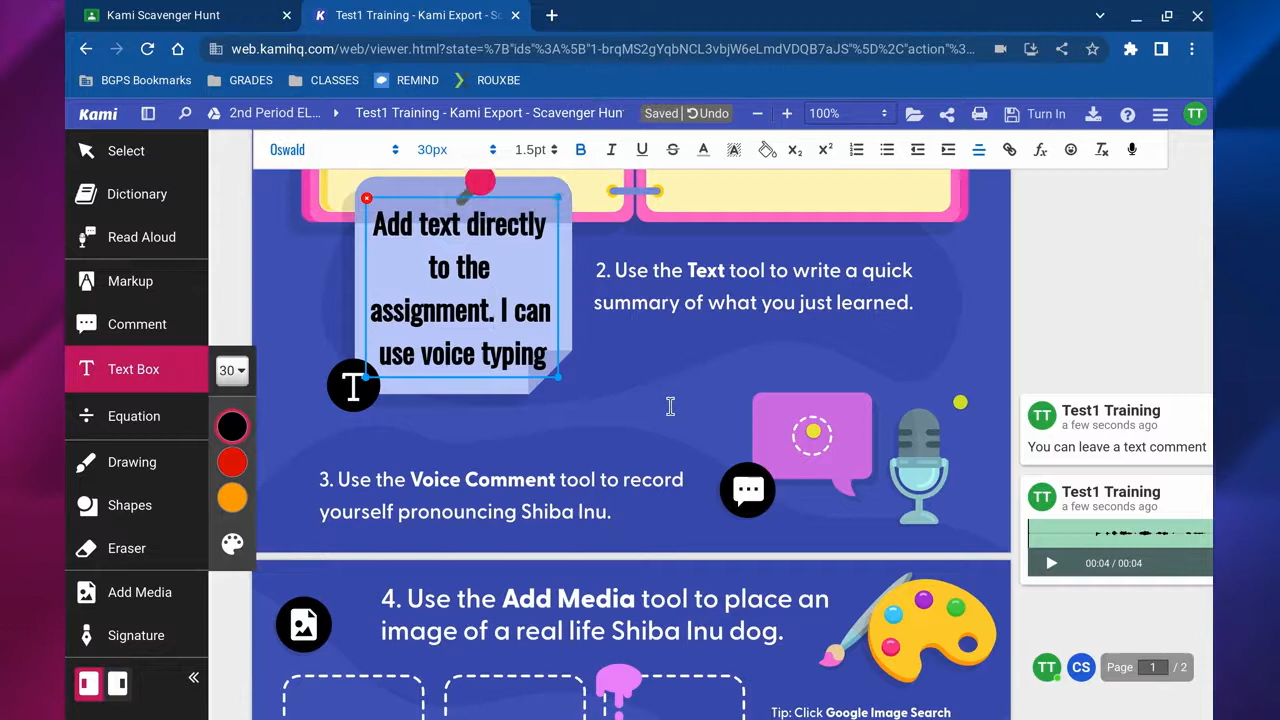 Kami Scavenger Hunt
Test1 Training - Kami Export - Sc
web.kamihq.com/web/viewer.html?state=%7B"ids"%3A%5B"1-brqMS2gYqbNCL3vbjW6eLmdVDQB7aJS"%5D%2C"action"%3...
BGPS Bookmarks
GRADES
CLASSES
REMIND
ROUXBE
Kami
2nd Period EL...
Test1 Training - Kami Export - Scavenger Hun
Saved
Undo
100%
Turn In
TT
Oswald
30px
1.5pt
Select
Dictionary
Read Aloud
Markup
Comment
Text Box
Equation
Drawing
Shapes
Eraser
Add Media
Signature
30
Add text directly
to the
assignment. I can
use voice typing
T
2. Use the Text tool to write a quick
summary of what you just learned.
3. Use the Voice Comment tool to record
yourself pronouncing Shiba Inu.
4. Use the Add Media tool to place an
image of a real life Shiba Inu dog.
Tip: Click Google Image Search
TT
Test1 Training
a few seconds ago
You can leave a text comment
TT
Test1 Training
a few seconds ago
00:04 / 00:04
TT
CS
Page 1 / 2